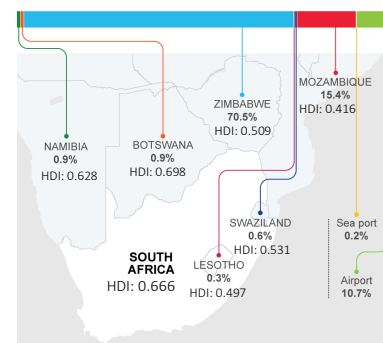 MOZAMBIQUE
15.4%
HDI: 0.416
ZIMBABWE
70.5%
HDI: 0.509
NAMIBIA
0.9%
HDI: 0.628
BOTSWANA
0.9%
HDI: 0.698
SWAZILAND
0.6%
HDI: 0.531
Sea port
0.2%
SOUTH
AFRICA
HDI: 0.666
LESOTHO
0.3%
HDI: 0.497
Airport
10.7%